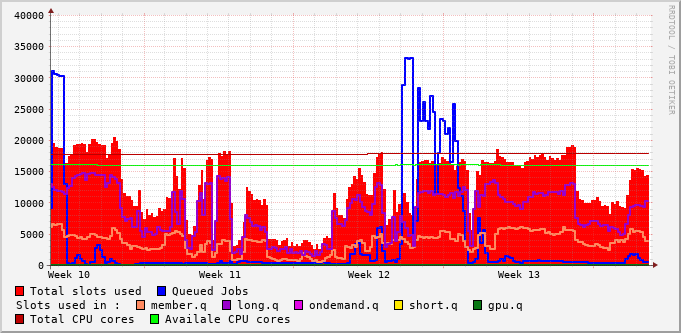 40000
35000
30000
25000
20000
15000
10000
5000
0
Week 10 Week 11 Week 12 Week 13
RRDTOOL / TOBI OETIKER
Total slots used Queued Jobs
Slots used in : member.q long.q ondemand.q short.q gpu.q
Total CPU cores Availale CPU cores